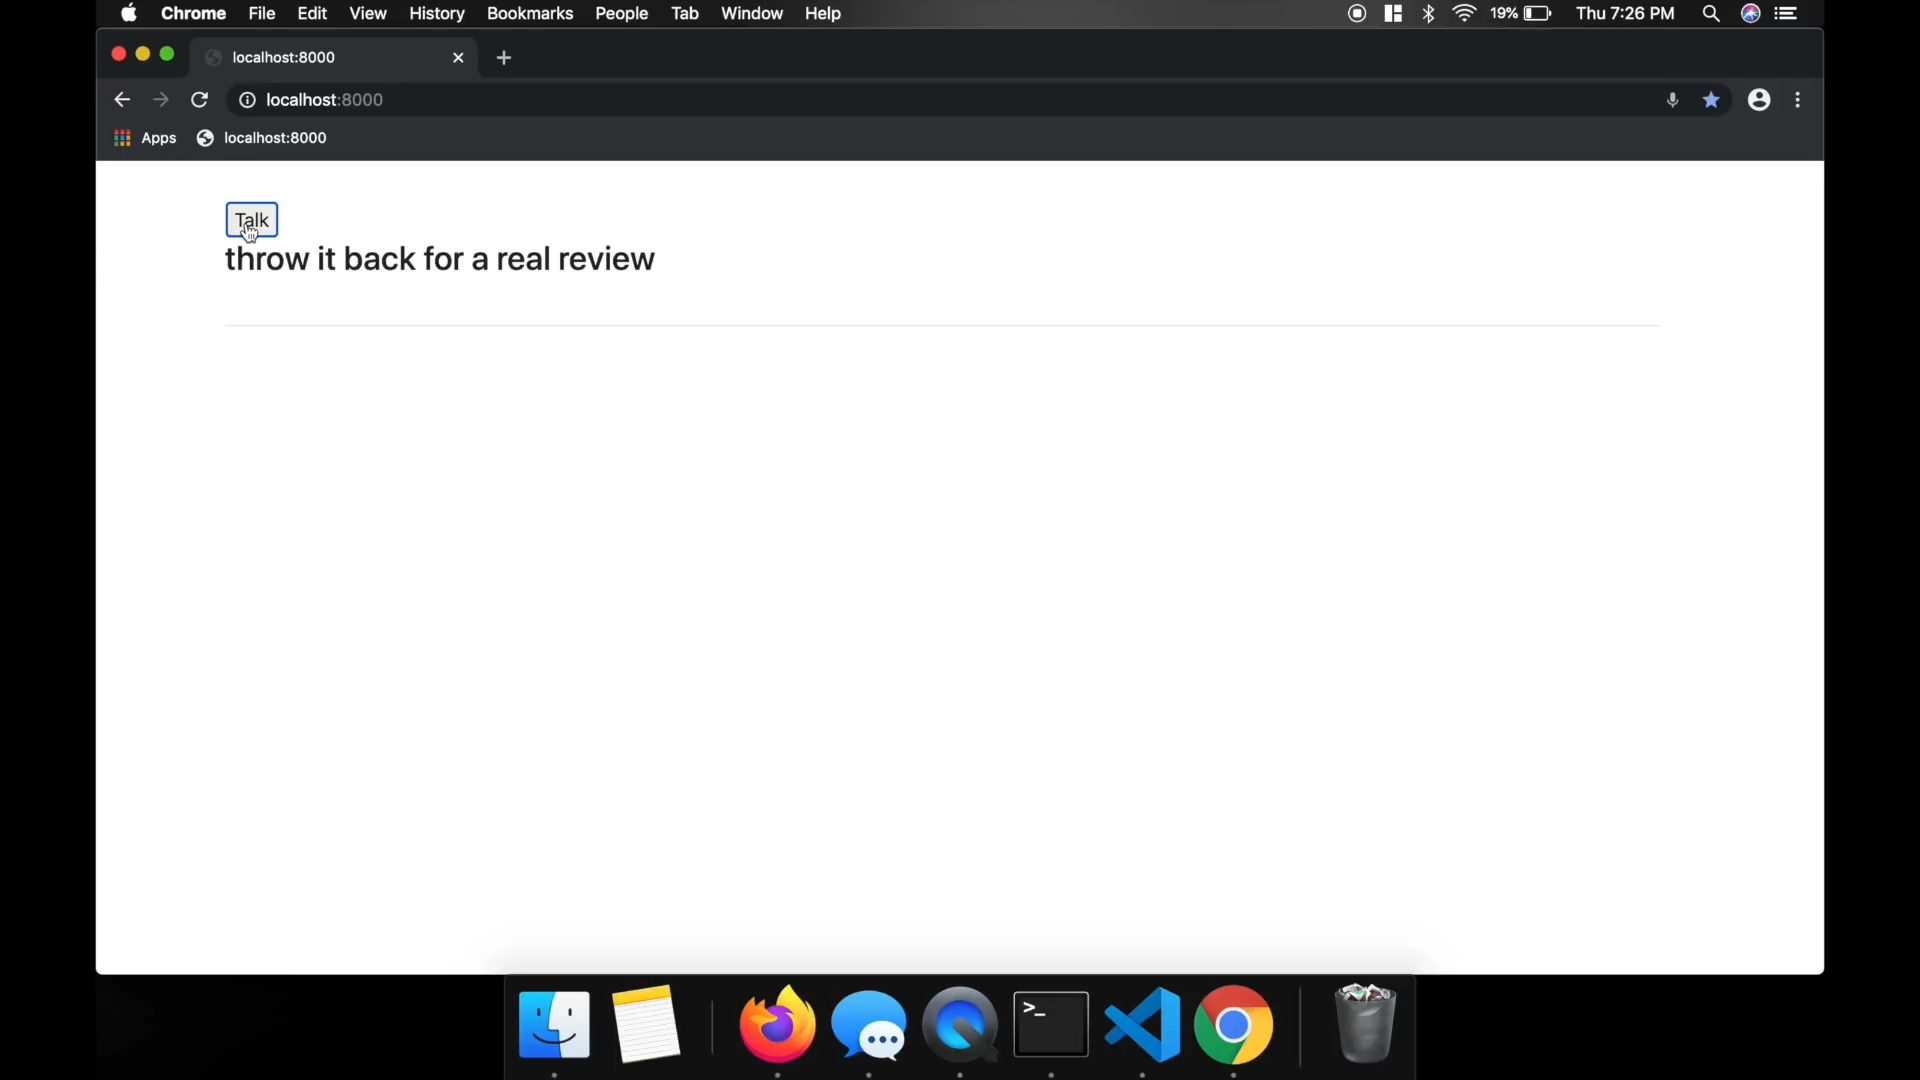 Chrome File Edit View History Bookmarks People Tab Window Help 19% Thu 7:26 PM
localhost:8000
localhost:8000
Apps localhost:8000
Talk
throw it back for a real review
>_